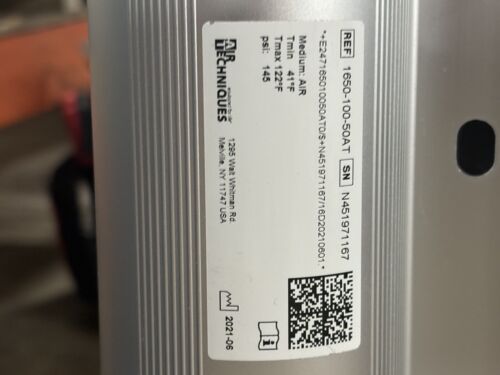 REF 1650-100-50AT SN N451971167
*+E247165010050AT0/$+N451971167/16D20210601.*
Medium: AIR
Tmin 41°F
Tmax 122°F
psi: 145
AIR
TECHNIQUES
1295 Walt Whitman Rd.
Melville, NY 11747 USA
2021-06